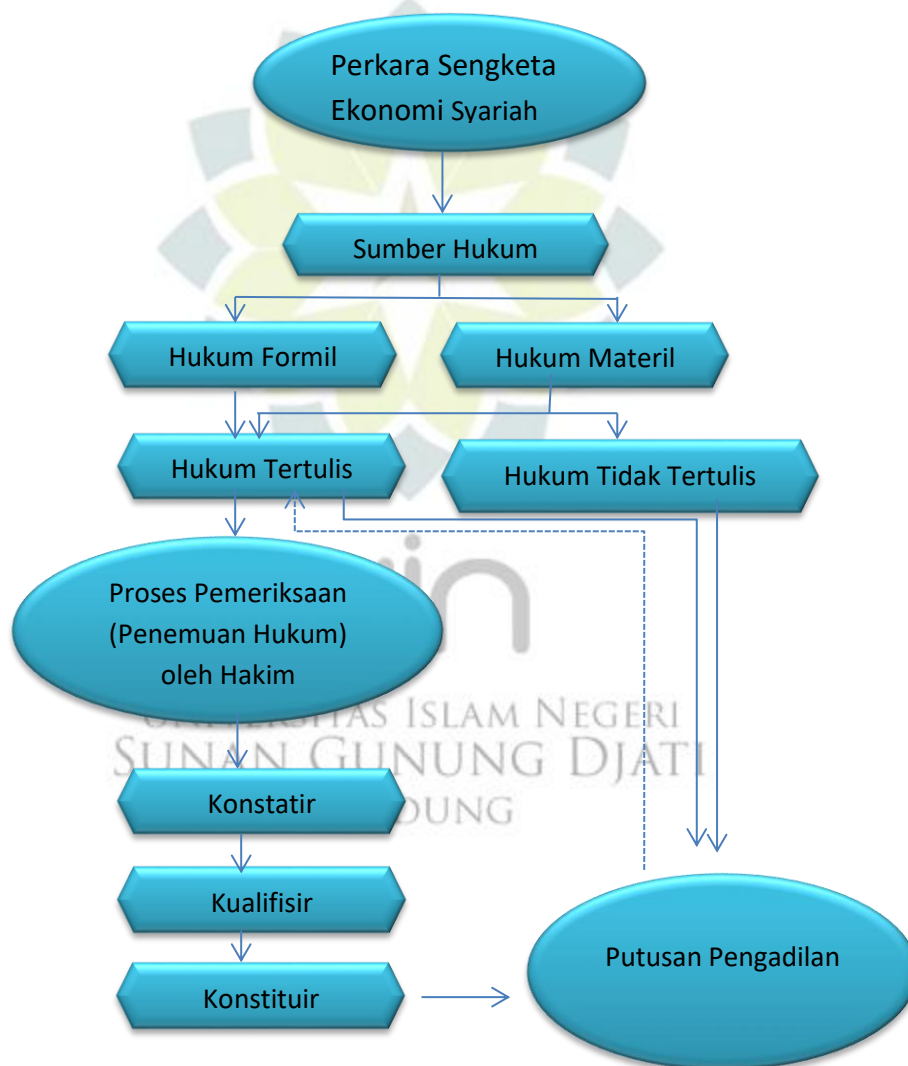 Perkara Sengketa
Ekonomi Syariah
Sumber Hukum
Hukum Formil
Hukum Materil
Hukum Tertulis
Hukum Tidak Tertulis
Proses Pemeriksaan
(Penemuan Hukum)
oleh Hakim
UNIVERSITAS ISLAM NEGERI
SUNAN GUNUNG DJATI
Konstatir
Kualifisir
Konstituir
Putusan Pengadilan